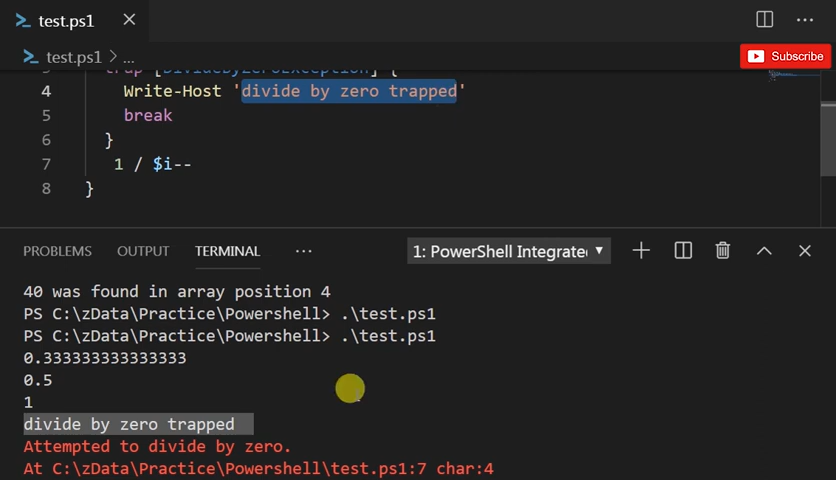 test.ps1
Subscribe
test.ps1 > ...
trap [DividebyZeroException] {
4 Write-Host 'divide by zero trapped'
5 break
6 }
7 1 / $i--
8 }
PROBLEMS OUTPUT TERMINAL ... 1: PowerShell Integrate
40 was found in array position 4
PS C:\zData\Practice\Powershell> .\test.ps1
PS C:\zData\Practice\Powershell> .\test.ps1
0.333333333333333
0.5
1
divide by zero trapped
Attempted to divide by zero.
At C:\zData\Practice\Powershell\test.ps1:7 char:4